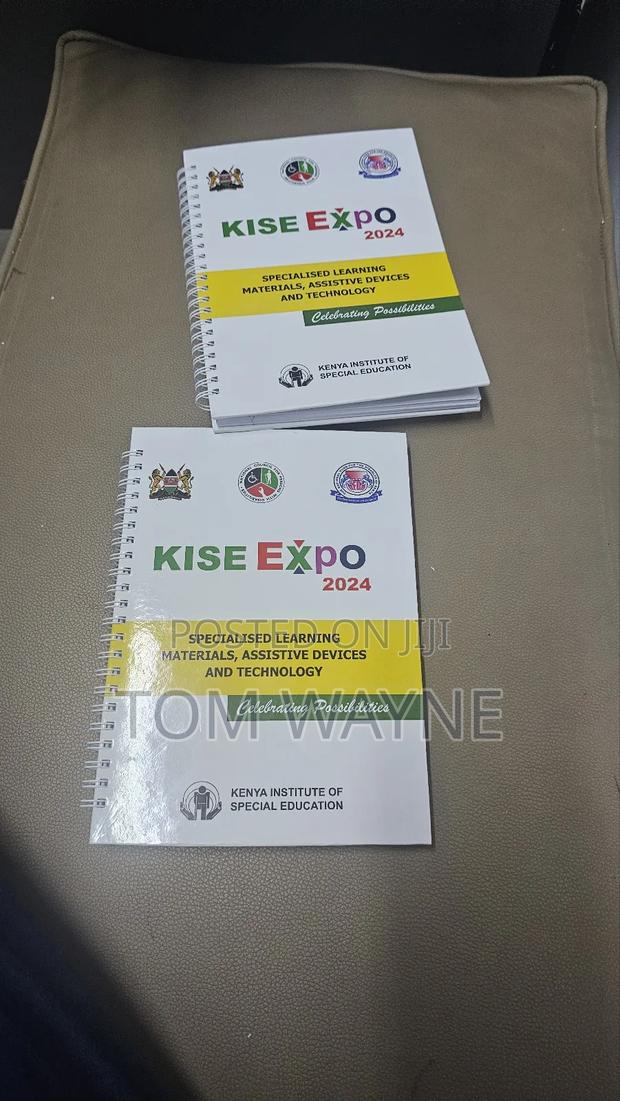 KISE EXPO
2024
SPECIALISED LEARNING
MATERIALS, ASSISTIVE DEVICES
AND TECHNOLOGY
Celebrating Possibilities
KENYA INSTITUTE OF
SPECIAL EDUCATION
KISE EXPO
2024
SPECIALISED LEARNING
MATERIALS, ASSISTIVE DEVICES
AND TECHNOLOGY
Celebrating Possibilities
KENYA INSTITUTE OF
SPECIAL EDUCATION
POSTED ON JIJI
TOM WAYNE